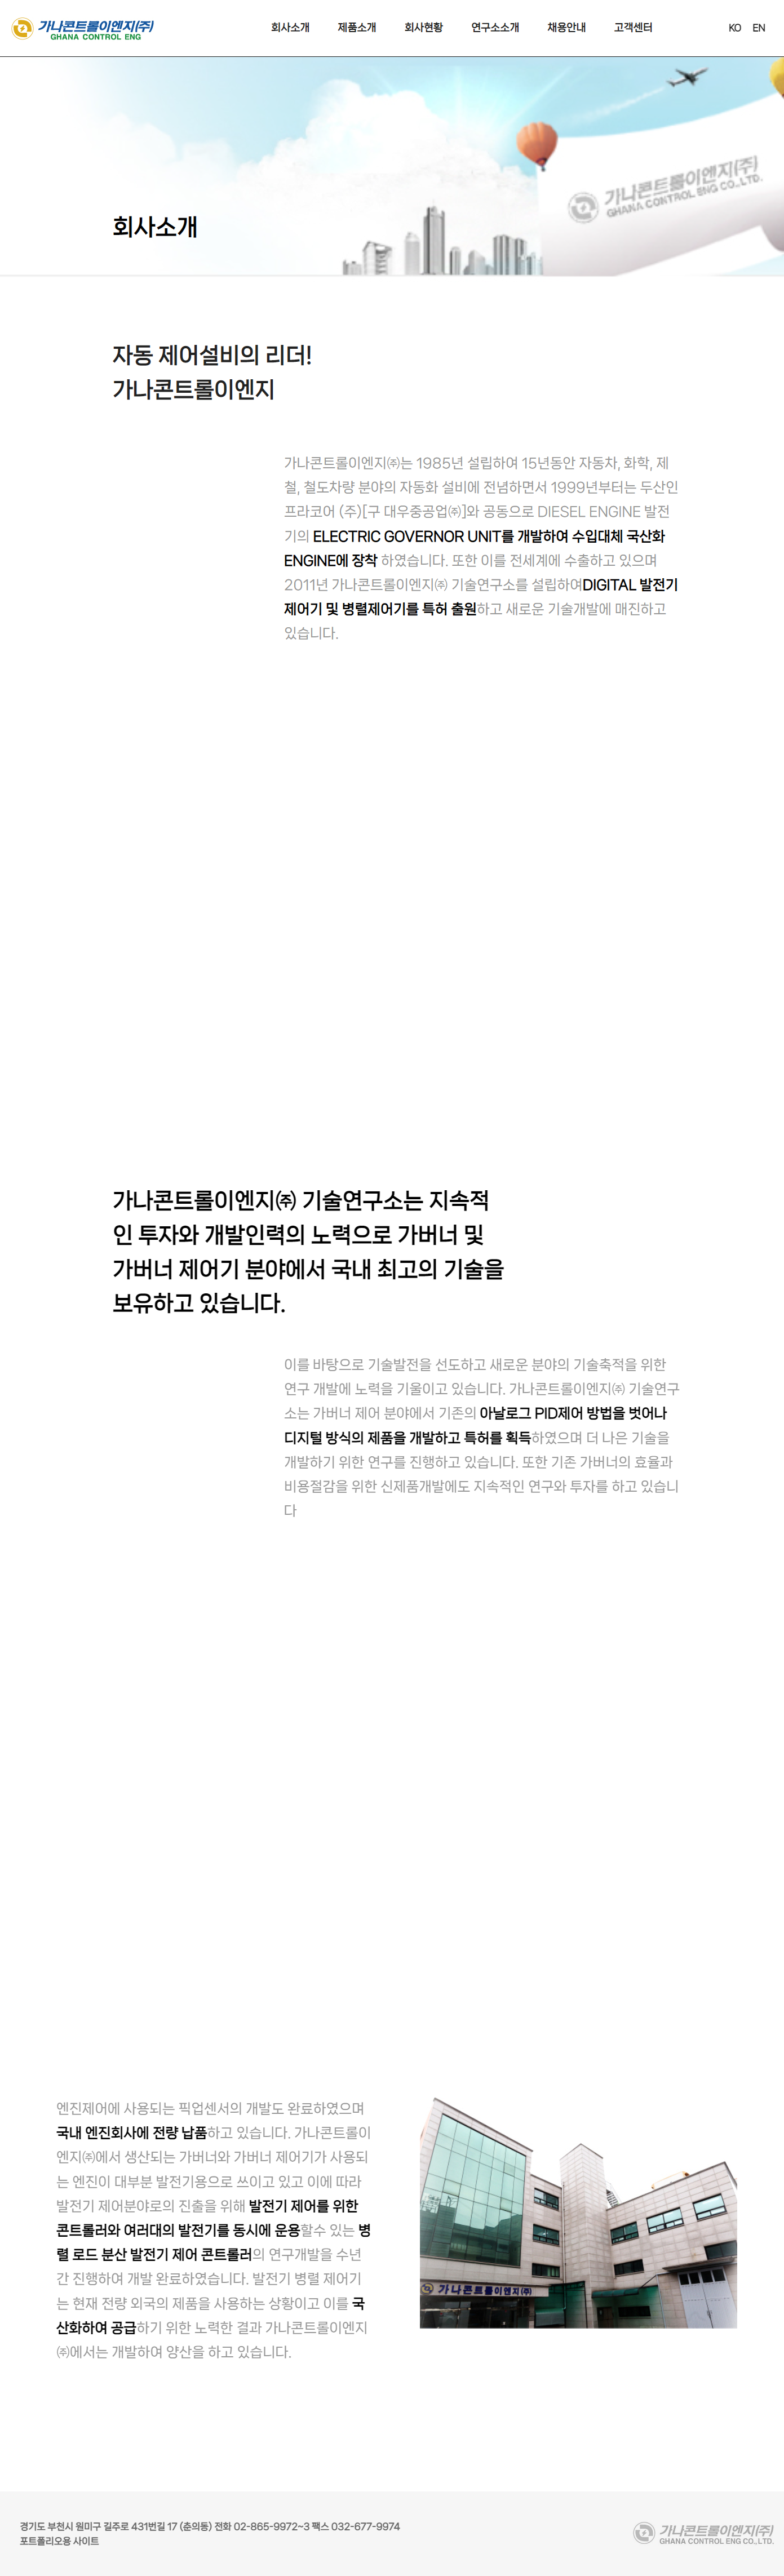 가나콘트롤이엔지(주)
GHANA CONTROL ENG
회사소개 제품소개 회사현황 연구소소개 채용안내 고객센터 KO EN
가나콘트롤이엔지(주)
GHANA CONTROL ENG CO.,LTD.
회사소개
자동 제어설비의 리더!
가나콘트롤이엔지
가나콘트롤이엔지㈜는 1985년 설립하여 15년동안 자동차, 화학, 제
철, 철도차량 분야의 자동화 설비에 전념하면서 1999년부터는 두산인
프라코어 (주)[구 대우중공업㈜]와 공동으로 DIESEL ENGINE 발전
기의 ELECTRIC GOVERNOR UNIT를 개발하여 수입대체 국산화
ENGINE에 장착 하였습니다. 또한 이를 전세계에 수출하고 있으며
2011년 가나콘트롤이엔지㈜ 기술연구소를 설립하여DIGITAL 발전기
제어기 및 병렬제어기를 특허 출원하고 새로운 기술개발에 매진하고
있습니다.
가나콘트롤이엔지㈜ 기술연구소는 지속적
인 투자와 개발인력의 노력으로 가버너 및
가버너 제어기 분야에서 국내 최고의 기술을
보유하고 있습니다.
이를 바탕으로 기술발전을 선도하고 새로운 분야의 기술축적을 위한
연구 개발에 노력을 기울이고 있습니다. 가나콘트롤이엔지㈜ 기술연구
소는 가버너 제어 분야에서 기존의 아날로그 PID제어 방법을 벗어나
디지털 방식의 제품을 개발하고 특허를 획득하였으며 더 나은 기술을
개발하기 위한 연구를 진행하고 있습니다. 또한 기존 가버너의 효율과
비용절감을 위한 신제품개발에도 지속적인 연구와 투자를 하고 있습니
다
엔진제어에 사용되는 픽업센서의 개발도 완료하였으며
국내 엔진회사에 전량 납품하고 있습니다. 가나콘트롤이
엔지㈜에서 생산되는 가버너와 가버너 제어기가 사용되
는 엔진이 대부분 발전기용으로 쓰이고 있고 이에 따라
발전기 제어분야로의 진출을 위해 발전기 제어를 위한
콘트롤러와 여러대의 발전기를 동시에 운용할수 있는 병
렬 로드 분산 발전기 제어 콘트롤러의 연구개발을 수년
간 진행하여 개발 완료하였습니다. 발전기 병렬 제어기
는 현재 전량 외국의 제품을 사용하는 상황이고 이를 국
산화하여 공급하기 위한 노력한 결과 가나콘트롤이엔지
㈜에서는 개발하여 양산을 하고 있습니다.
가나콘트롤이엔지(주)
경기도 부천시 원미구 길주로 431번길 17 (춘의동) 전화 02-865-9972~3 팩스 032-677-9974
포트폴리오용 사이트
가나콘트롤이엔지(주)
GHANA CONTROL ENG CO.,LTD.